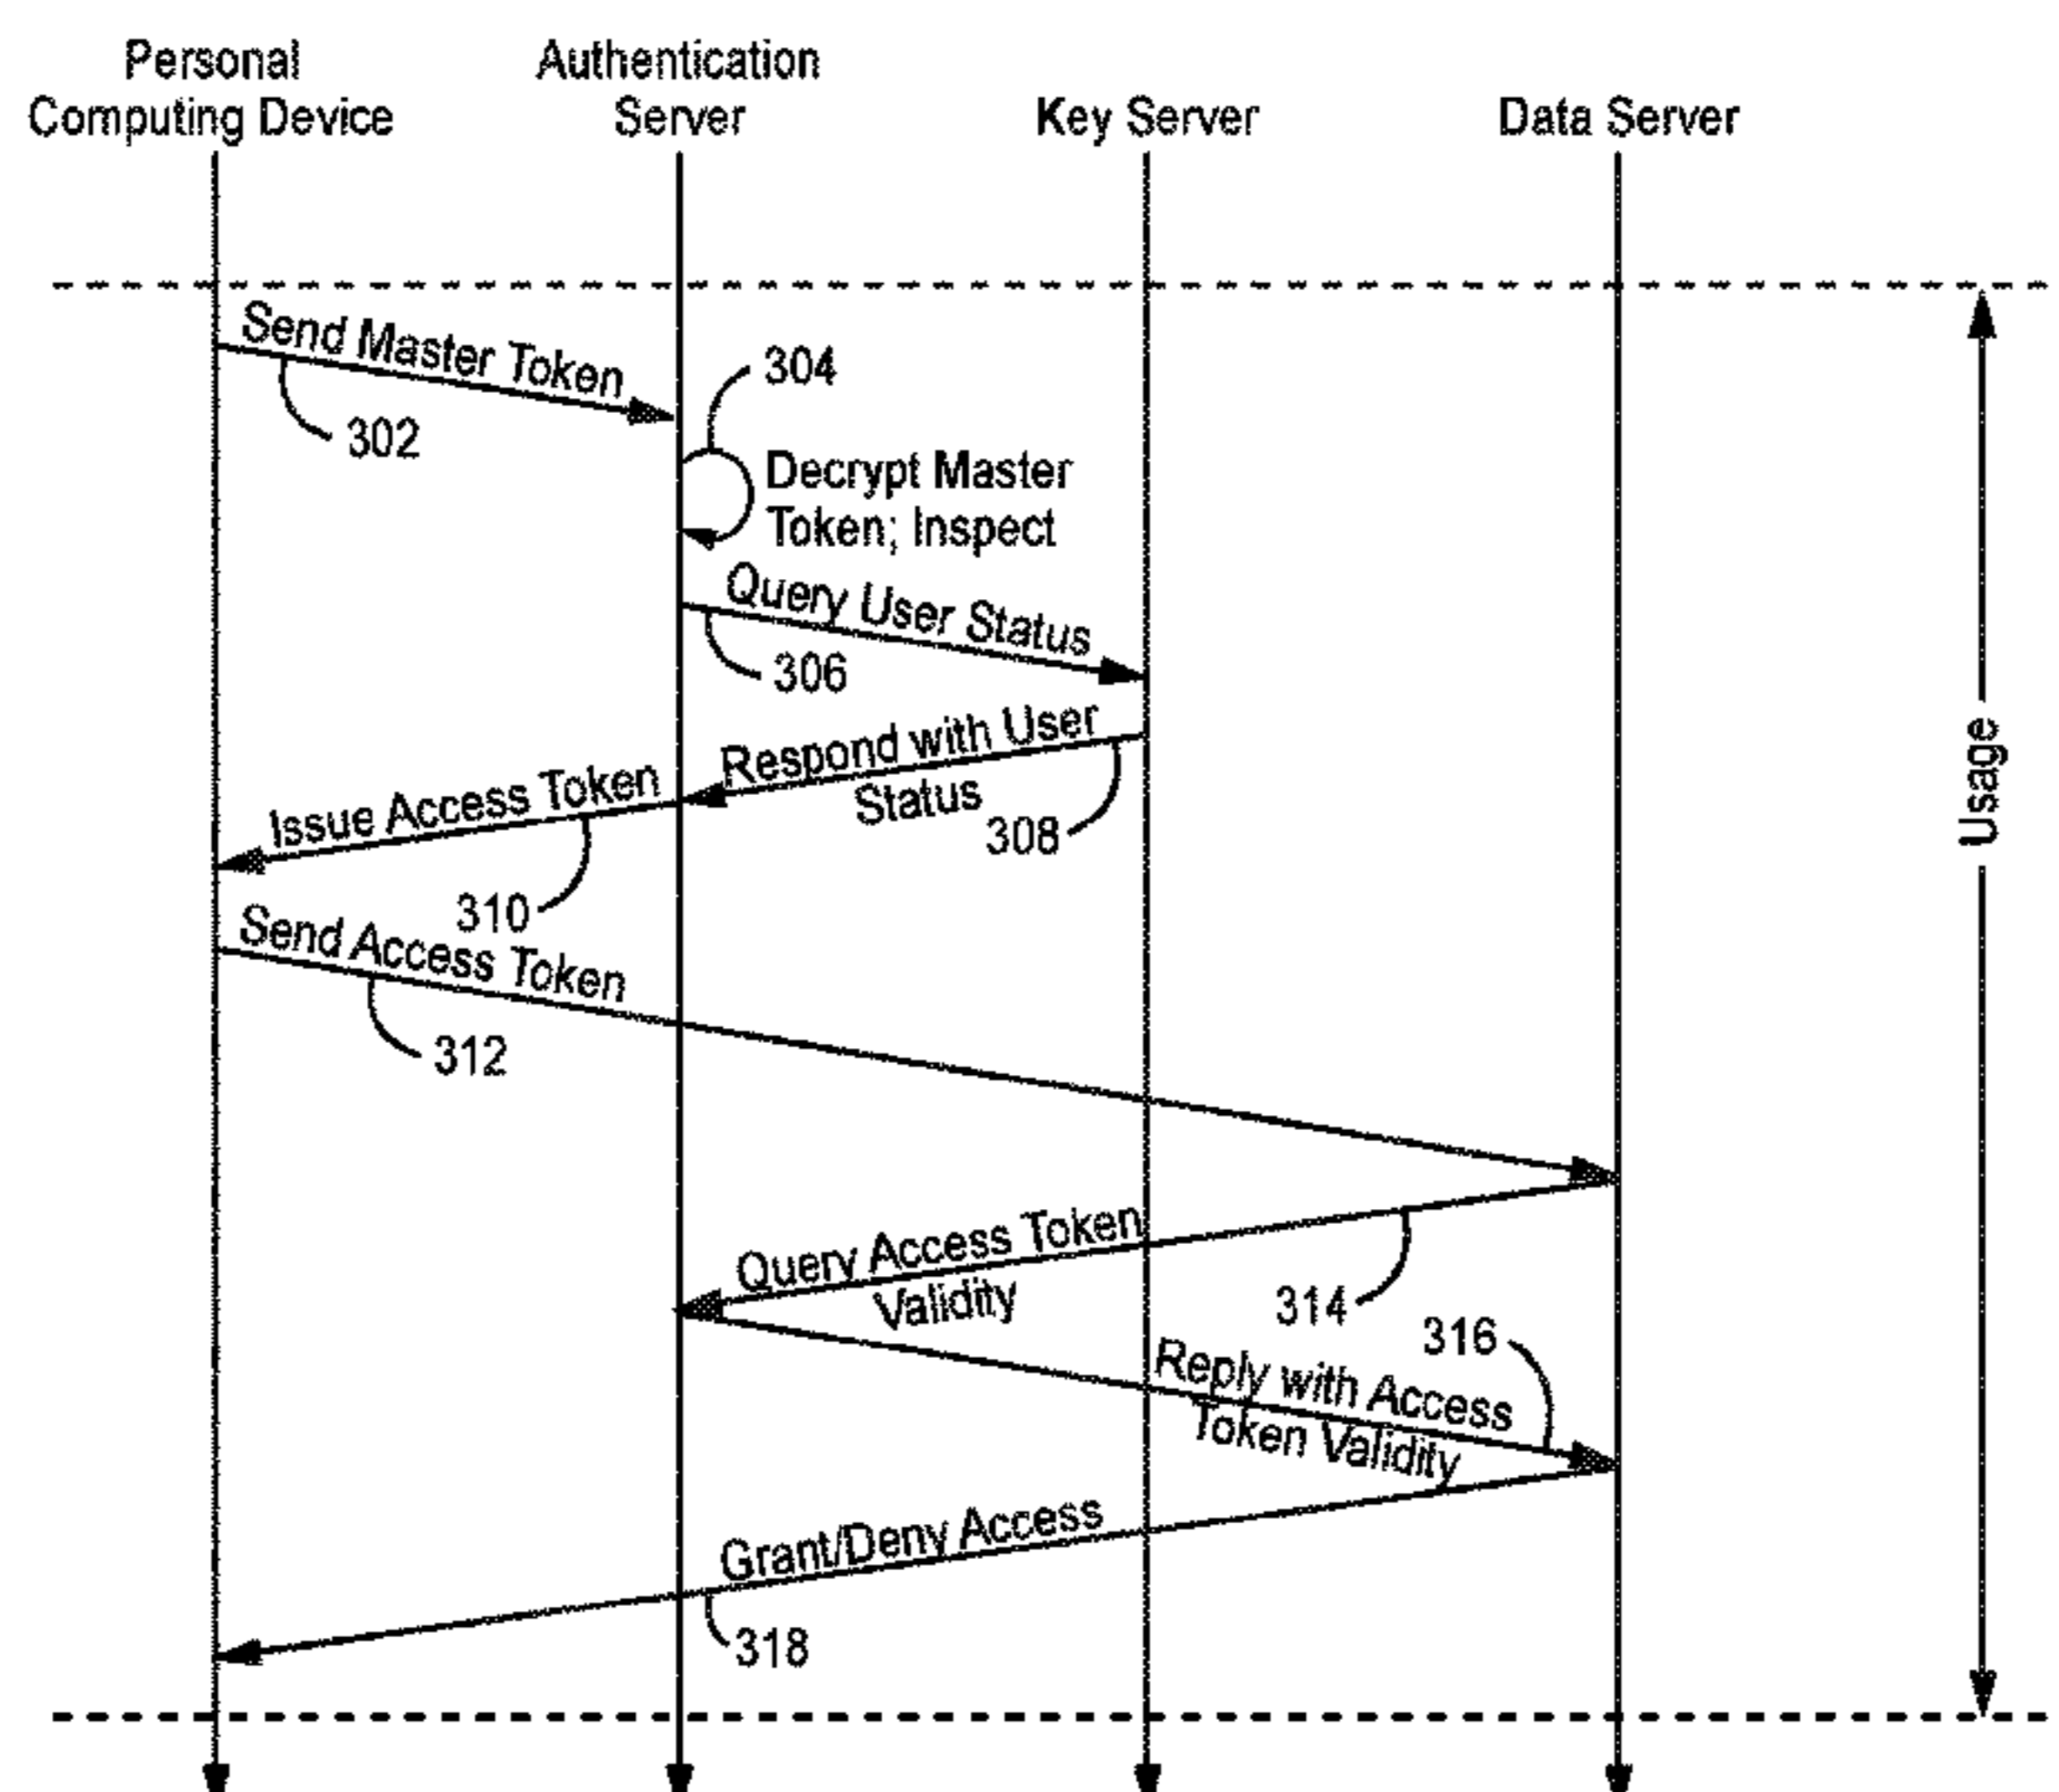 Personal
Computing Device
Authentication
Server
Key Server
Data Server
Send Master Token
302
304
Decrypt Master
Token; Inspect
Query User Status
306
Respond with User
Status
308
Issue Access Token
310
Send Access Token
312
Query Access Token
Validity
314
316
Reply with Access
Token Validity
Grant/Deny Access
318
Usage